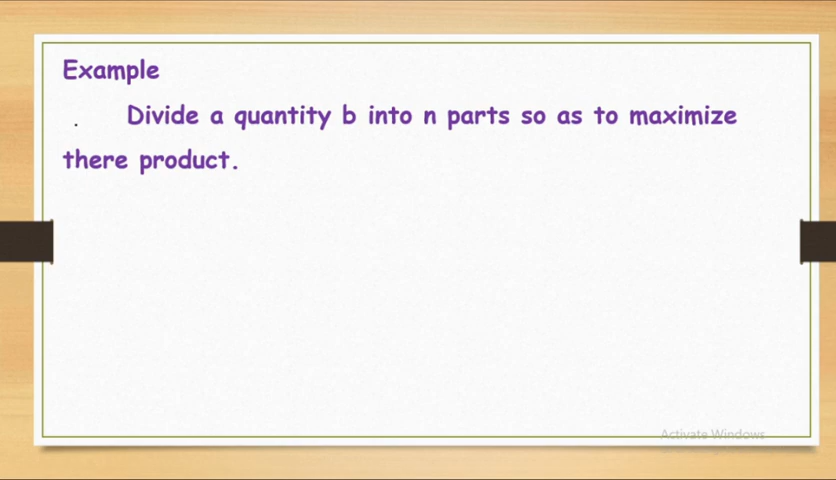 Example
. Divide a quantity b into n parts so as to maximize
there product.
Activate Windows